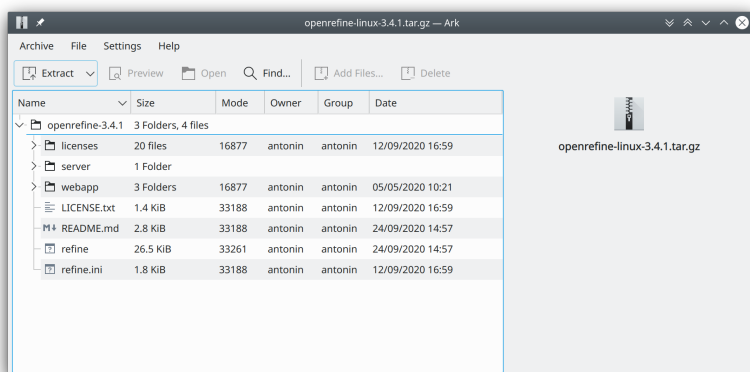 openrefine-linux-3.4.1.tar.gz — Ark
Archive File Settings Help
Extract Preview Open Find... Add Files... Delete
Name Size Mode Owner Group Date
openrefine-3.4.1 3 Folders, 4 files
licenses 20 files 16877 antonin antonin 12/09/2020 16:59
server 1 Folder
webapp 3 Folders 16877 antonin antonin 05/05/2020 10:21
LICENSE.txt 1.4 KiB 33188 antonin antonin 12/09/2020 16:59
M README.md 2.8 KiB 33188 antonin antonin 24/09/2020 14:57
? refine 26.5 KiB 33261 antonin antonin 24/09/2020 14:57
? refine.ini 1.8 KiB 33188 antonin antonin 12/09/2020 16:59
openrefine-linux-3.4.1.tar.gz